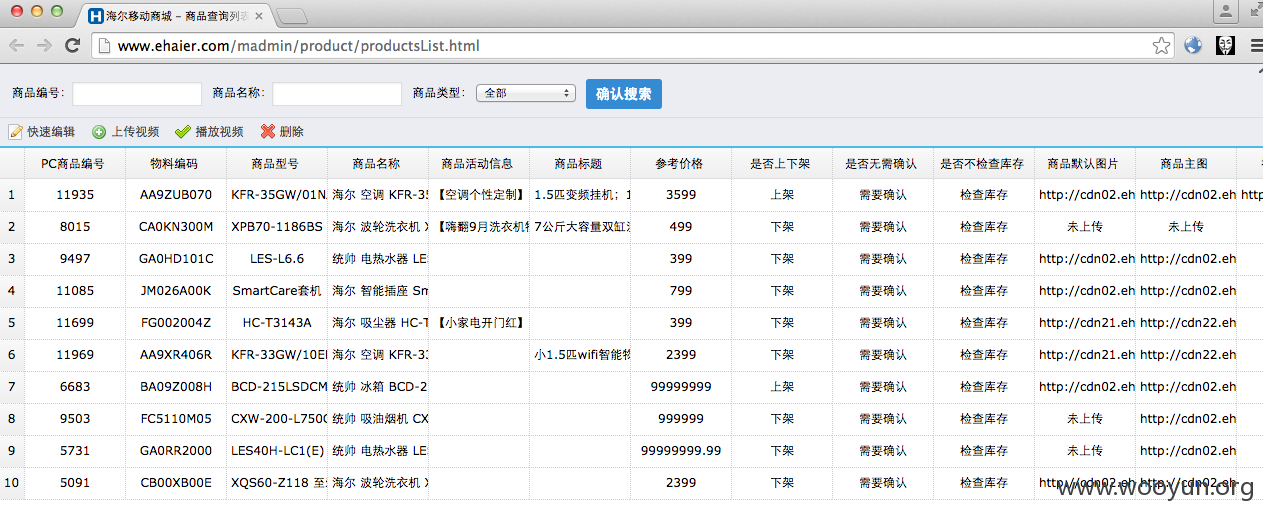 海尔移动商城 – 商品查询列表
www.ehaier.com/madmin/product/productsList.html
商品编号: 商品名称: 商品类型: 全部 确认搜索
快速编辑 上传视频 播放视频 删除
PC商品编号 物料编码 商品型号 商品名称 商品活动信息 商品标题 参考价格 是否上下架 是否无需确认 是否不检查库存 商品默认图片 商品主图
1 11935 AA9ZUB070 KFR-35GW/01N 海尔 空调 KFR-35 【空调个性定制】 1.5匹变频挂机; 3599 上架 需要确认 检查库存 http://cdn02.eh http://cdn02.eh http:
2 8015 CA0KN300M XPB70-1186BS 海尔 波轮洗衣机 【嗨翻9月洗衣机 7公斤大容量双缸 499 下架 需要确认 检查库存 未上传 未上传
3 9497 GA0HD101C LES-L6.6 统帅 电热水器 LE 399 下架 需要确认 检查库存 http://cdn02.eh http://cdn02.eh
4 11085 JM026A00K SmartCare套机 海尔 智能插座 Sm 799 下架 需要确认 检查库存 http://cdn02.eh http://cdn02.eh
5 11699 FG002004Z HC-T3143A 海尔 吸尘器 HC-T 【小家电开门红】 399 下架 需要确认 检查库存 http://cdn21.eh http://cdn22.eh
6 11969 AA9XR406R KFR-33GW/10E 海尔 空调 KFR-33 小1.5匹wifi智能 2399 下架 需要确认 检查库存 http://cdn21.eh http://cdn22.eh
7 6683 BA09Z008H BCD-215LSDCM 统帅 冰箱 BCD-2 99999999 上架 需要确认 检查库存 http://cdn02.eh http://cdn02.eh
8 9503 FC5110M05 CXW-200-L750 统帅 吸油烟机 CX 999999 下架 需要确认 检查库存 未上传 http://cdn02.eh
9 5731 GA0RR2000 LES40H-LC1(E) 统帅 电热水器 LE 99999999.99 下架 需要确认 检查库存 未上传 http://cdn02.eh
10 5091 CB00XB00E XQS60-Z118 至 海尔 波轮洗衣机 2399 下架 需要确认 检查库存 http://cdn02.eh http://cdn02.eh
www.wooyun.org